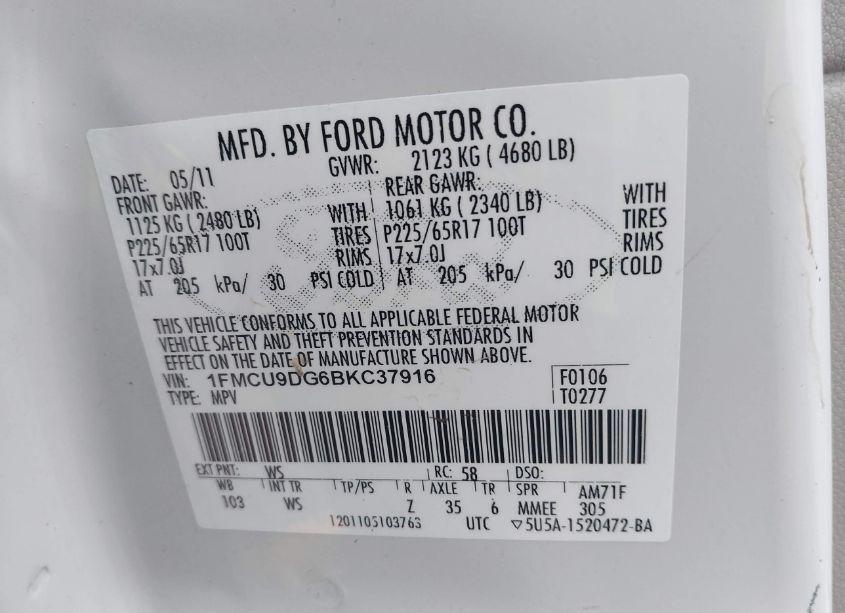 MFD. BY FORD MOTOR CO.
DATE: 05/11 GVWR: 2123 KG ( 4680 LB)
FRONT GAWR: REAR GAWR:
1125 KG ( 2480 LB) WITH 1061 KG ( 2340 LB) WITH
P225/65R17 100T TIRES P225/65R17 100T TIRES
17x7.0J RIMS 17x7.0J RIMS
AT 205 kPa/ 30 PSI COLD AT 205 kPa/ 30 PSI COLD
THIS VEHICLE CONFORMS TO ALL APPLICABLE FEDERAL MOTOR
VEHICLE SAFETY AND THEFT PREVENTION STANDARDS IN
EFFECT ON THE DATE OF MANUFACTURE SHOWN ABOVE.
VIN: 1FMCU9DG6BKC37916 F0106
TYPE: MPV T0277
EXT PNT: WS RC: 58 DSO:
WB INT TR TP/PS R AXLE TR SPR AM71F
103 WS Z 35 6 MMEE 305
1201105103763 UTC ▽5U5A-1520472-BA